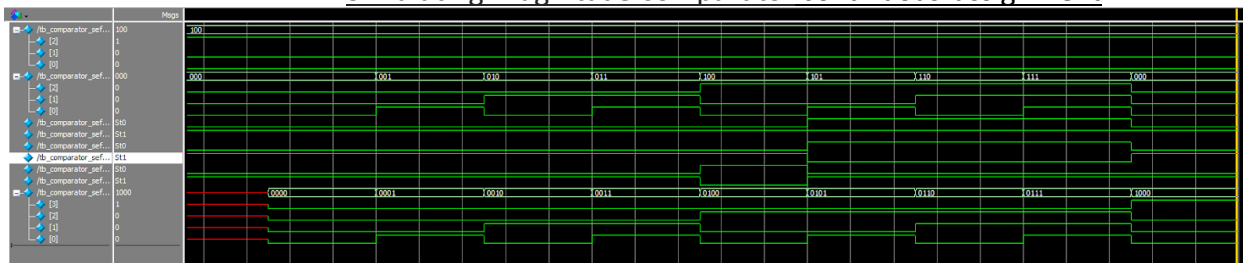 Msgs
/tb_comparator_sef... 100 100
[2] 1
[1] 0
[0] 0
/tb_comparator_sef... 000 000 001 010 011 100 101 110 111 000
[2] 0
[1] 0
[0] 0
/tb_comparator_sef... St0
/tb_comparator_sef... St1
/tb_comparator_sef... St0
/tb_comparator_sef... St1
/tb_comparator_sef... St0
/tb_comparator_sef... St1
/tb_comparator_sef... 1000 0000 0001 0010 0011 0100 0101 0110 0111 1000
[3] 1
[2] 0
[1] 0
[0] 0